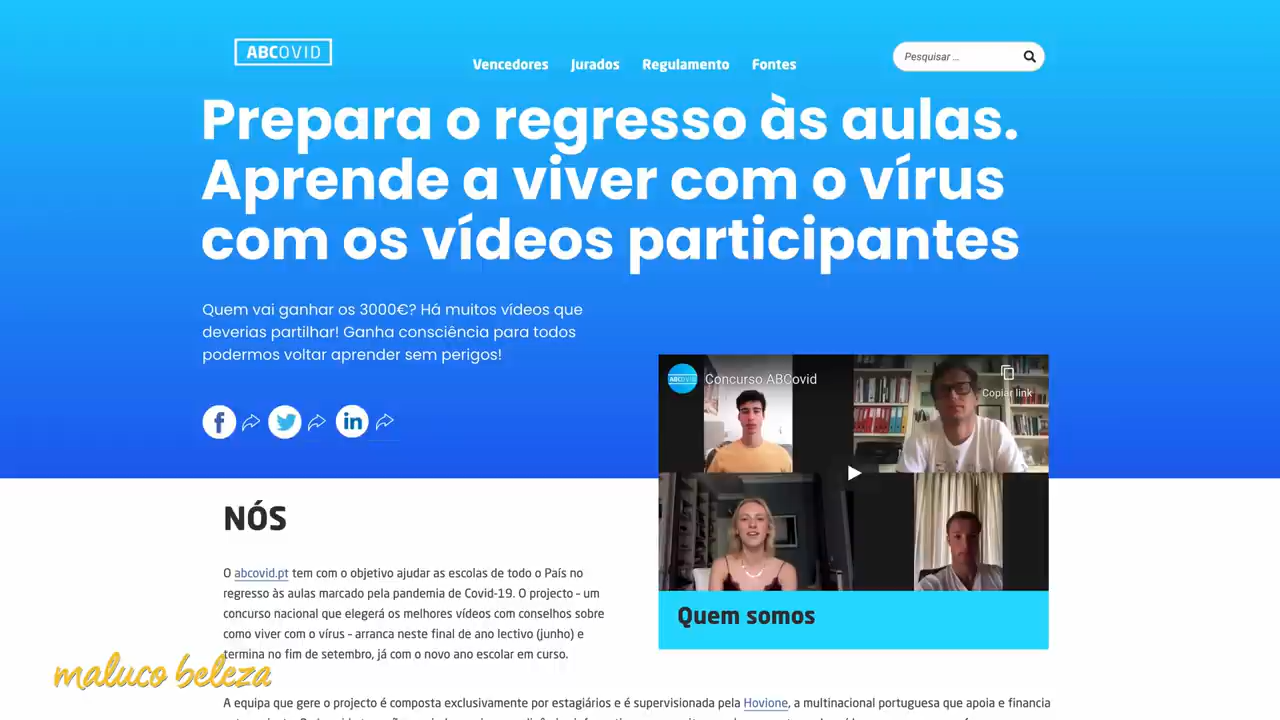 ABCOVID
Vencedores Jurados Regulamento Fontes
Pesquisar ...
Prepara o regresso às aulas.
Aprende a viver com o vírus
com os vídeos participantes
Quem vai ganhar os 3000€? Há muitos vídeos que
deverias partilhar! Ganha consciência para todos
podermos voltar aprender sem perigos!
ABCOVID
Concurso ABCovid
Copiar link
Quem somos
NÓS
O abcovid.pt tem com o objetivo ajudar as escolas de todo o País no
regresso às aulas marcado pela pandemia de Covid-19. O projecto – um
concurso nacional que elegerá os melhores vídeos com conselhos sobre
como viver com o vírus – arranca neste final de ano lectivo (junho) e
termina no fim de setembro, já com o novo ano escolar em curso.
maluco beleza
A equipa que gere o projecto é composta exclusivamente por estagiários e é supervisionada pela Hovione, a multinacional portuguesa que apoia e financia